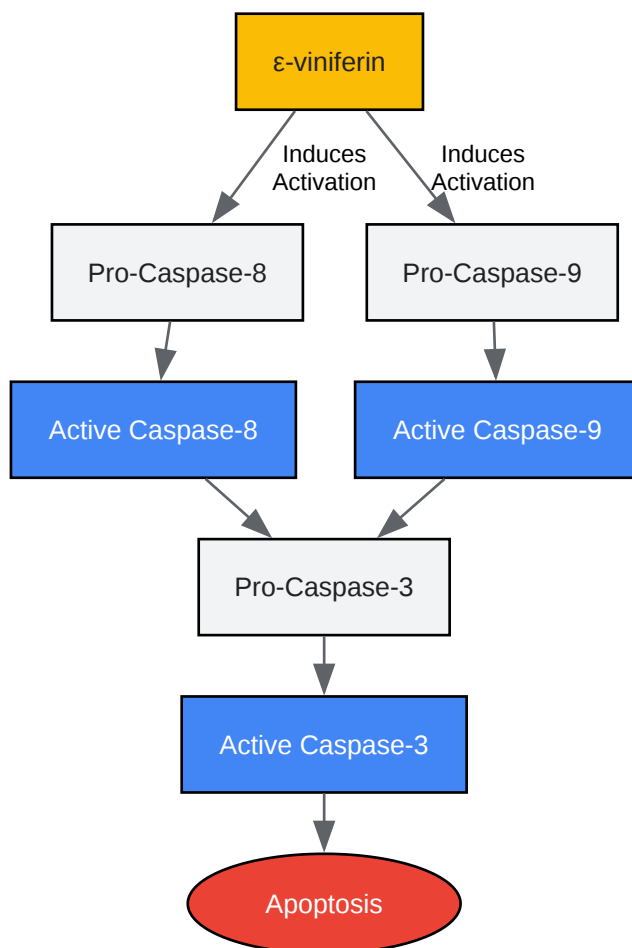 ε-viniferin
Induces
Activation
Induces
Activation
Pro-Caspase-8
Pro-Caspase-9
Active Caspase-8
Active Caspase-9
Pro-Caspase-3
Active Caspase-3
Apoptosis